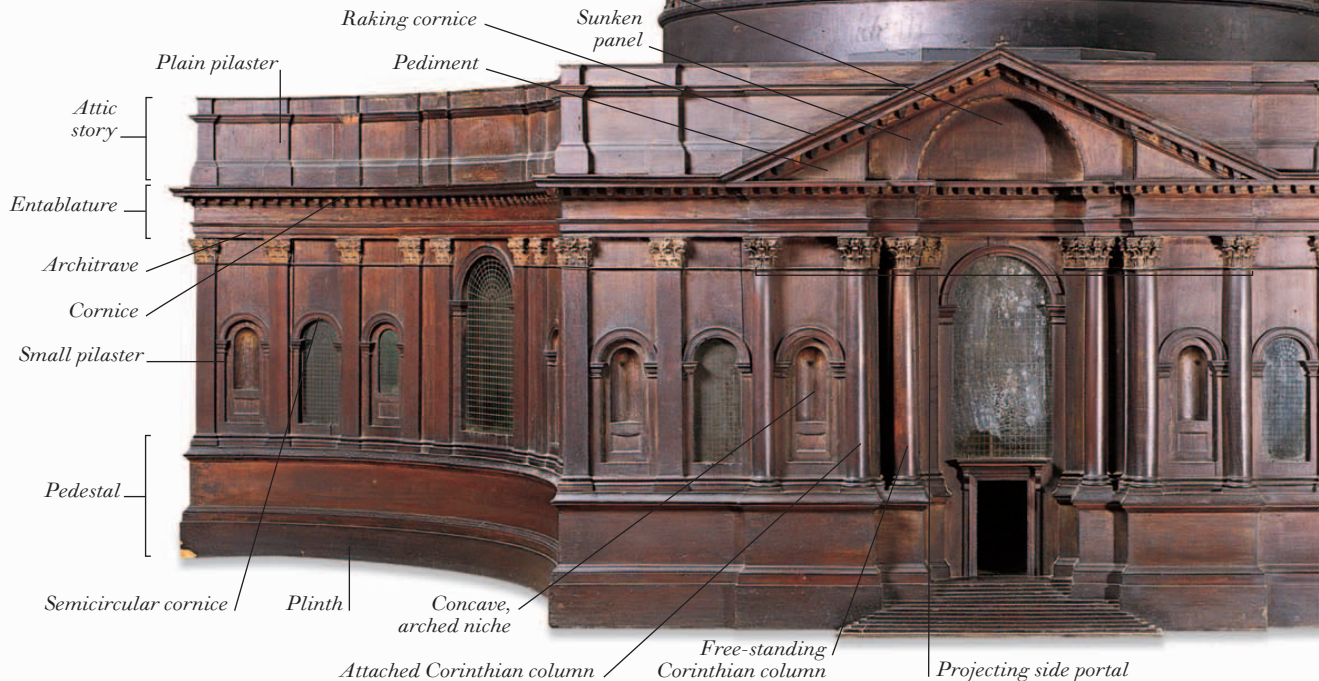 Raking cornice
Sunken
panel
Plain pilaster
Pediment
Attic
story
Entablature
Architrave
Cornice
Small pilaster
Pedestal
Semicircular cornice
Plinth
Concave,
arched niche
Attached Corinthian column
Free-standing
Corinthian column
Projecting side portal